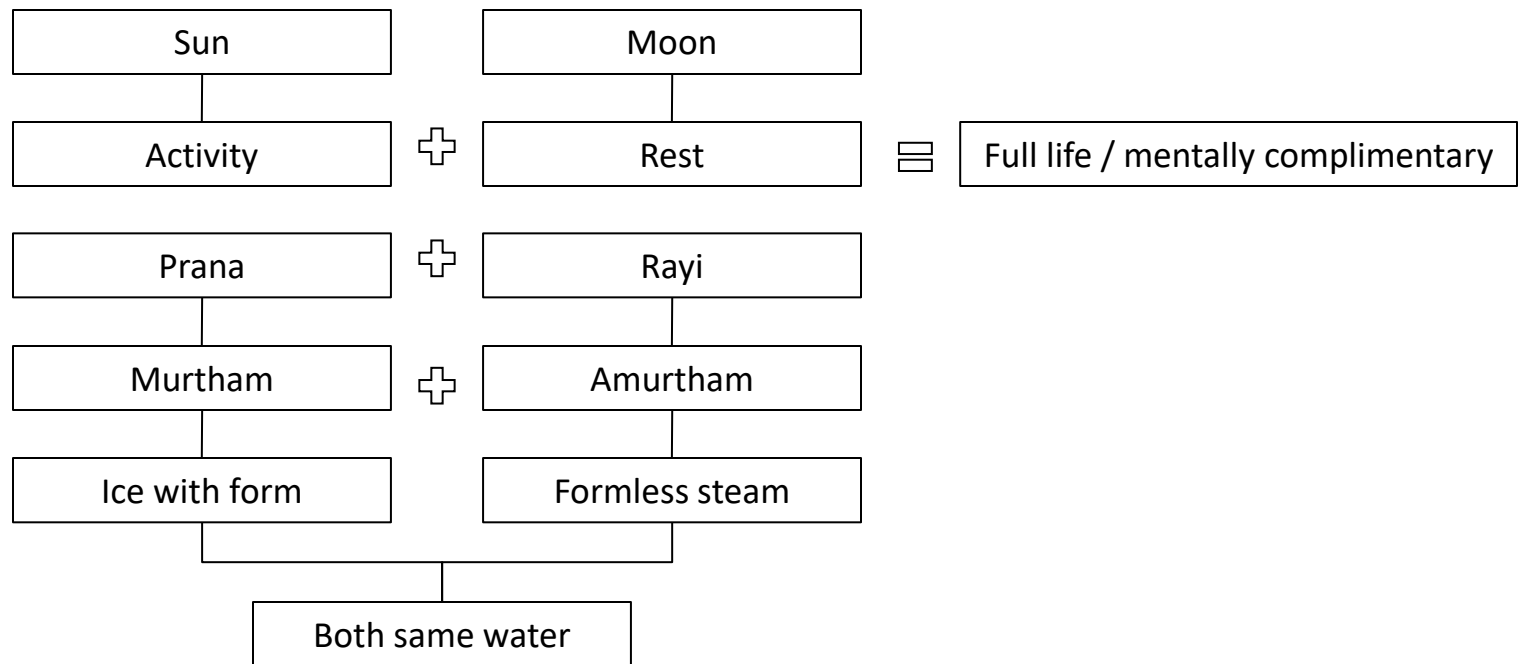 Sun
Moon
Activity
Rest
Full life / mentally complimentary
Prana
Rayi
Murtham
Amurtham
Ice with form
Formless steam
Both same water